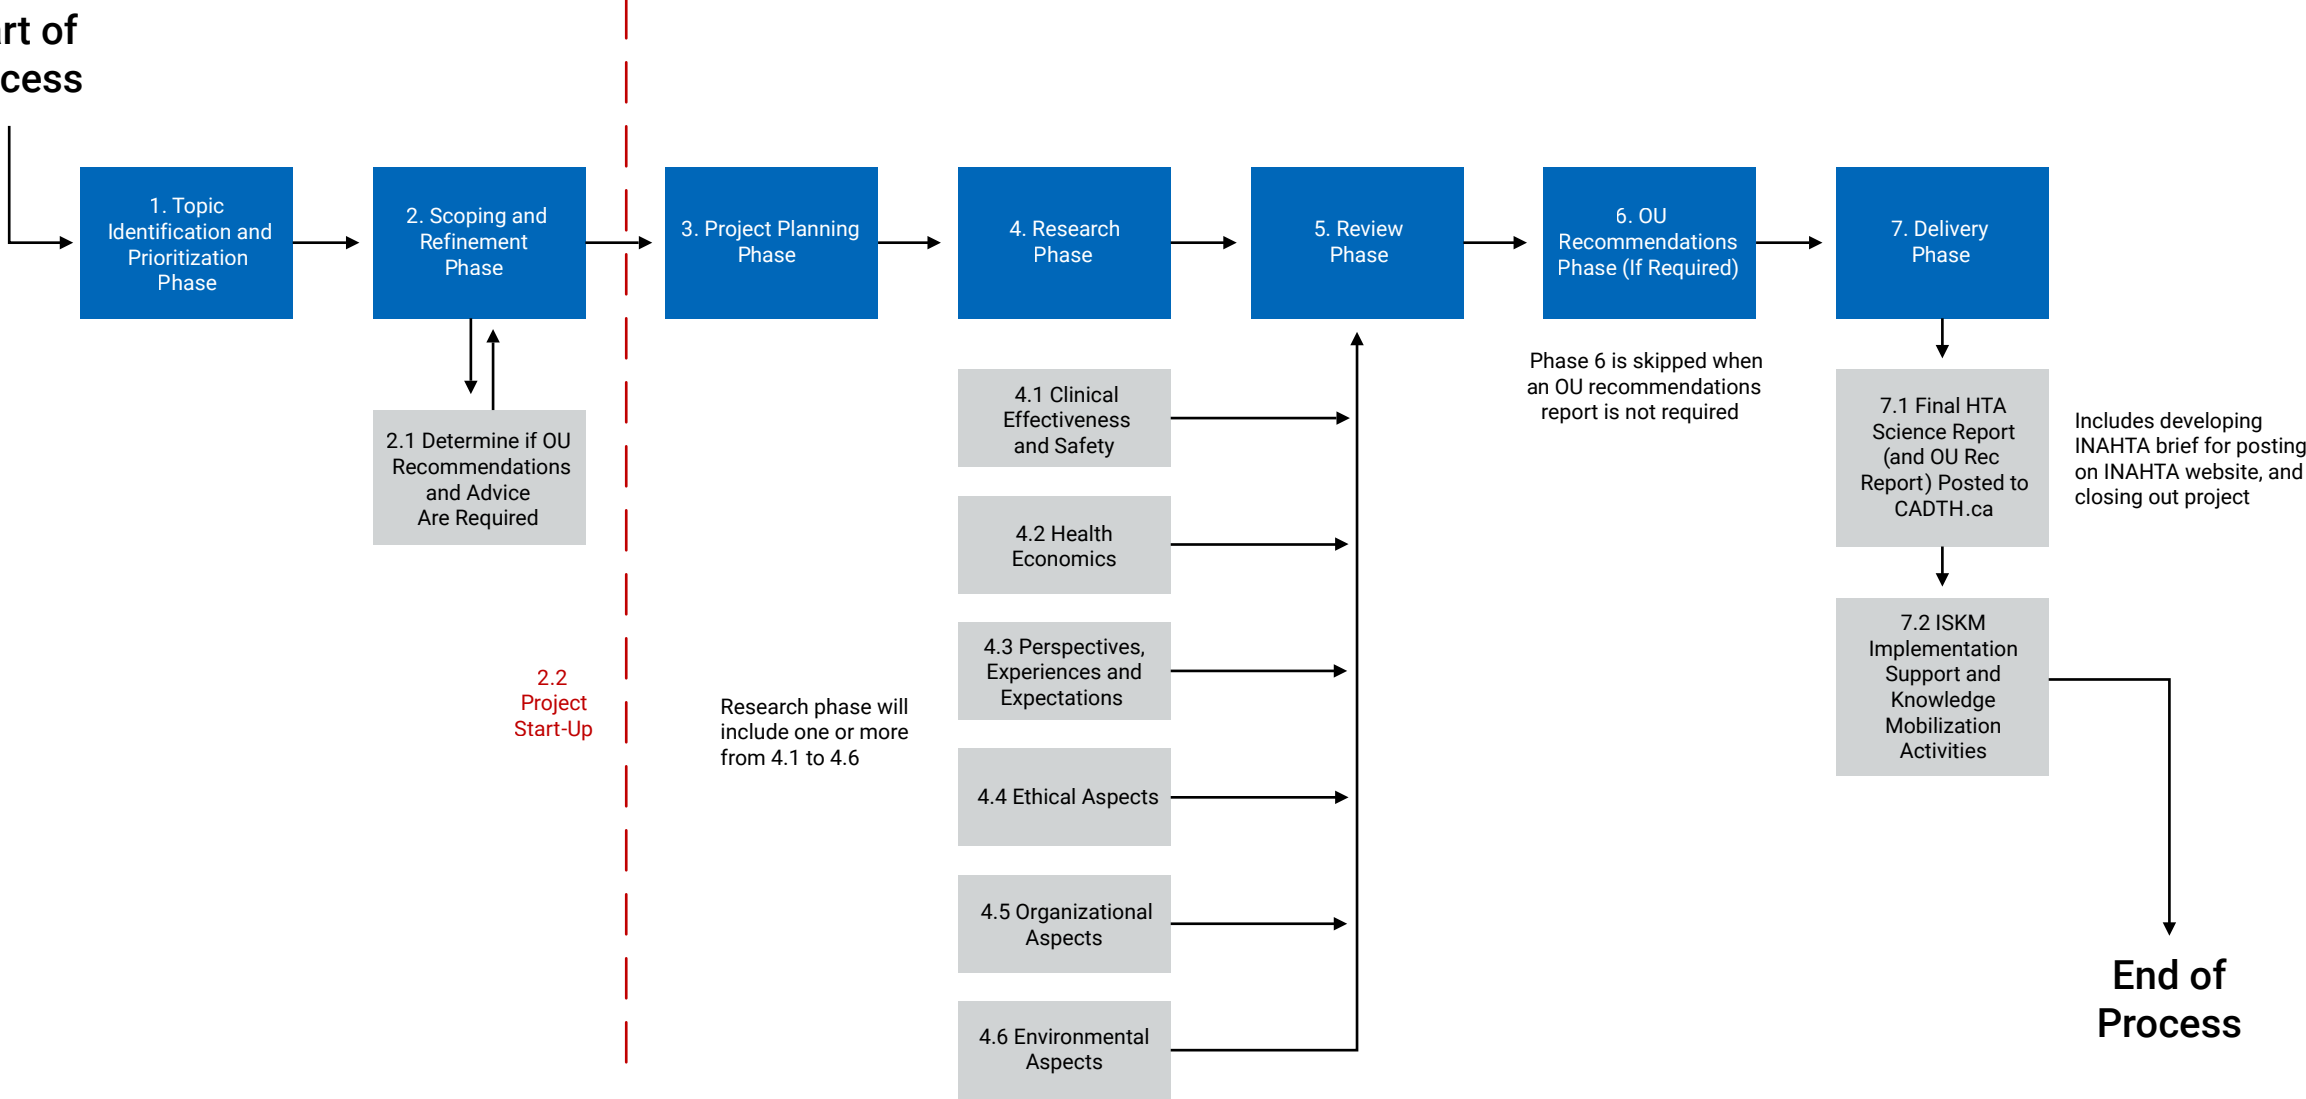 art of
cess
1. Topic
Identification and
Prioritization
Phase
2. Scoping and
Refinement
Phase
3. Project Planning
Phase
4. Research
Phase
5. Review
Phase
6. OU
Recommendations
Phase (If Required)
7. Delivery
Phase
2.1 Determine if OU
Recommendations
and Advice
Are Required
2.2
Project
Start-Up
Research phase will
include one or more
from 4.1 to 4.6
4.1 Clinical
Effectiveness
and Safety
4.2 Health
Economics
4.3 Perspectives,
Experiences and
Expectations
4.4 Ethical Aspects
4.5 Organizational
Aspects
4.6 Environmental
Aspects
Phase 6 is skipped when
an OU recommendations
report is not required
7.1 Final HTA
Science Report
(and OU Rec
Report) Posted to
CADTH.ca
Includes developing
INAHTA brief for posting
on INAHTA website, and
closing out project
7.2 ISKM
Implementation
Support and
Knowledge
Mobilization
Activities
End of
Process